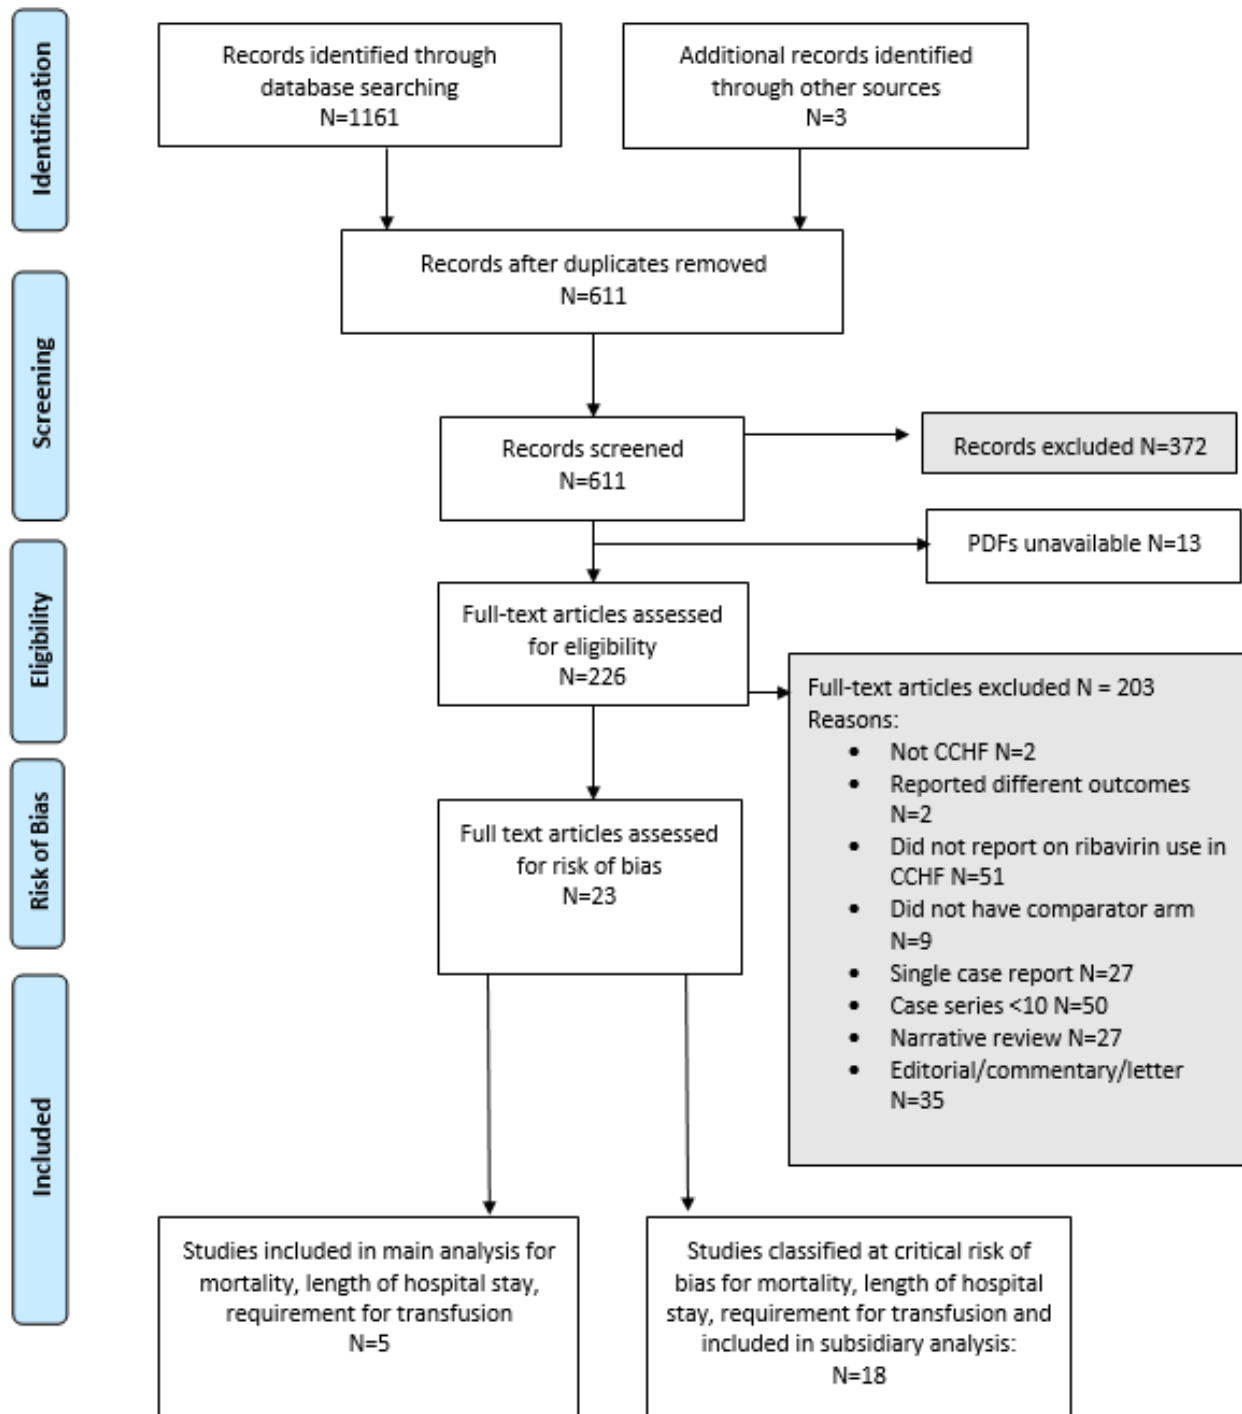 Identification
Records identified through
database searching
N=1161
Additional records identified
through other sources
N=3
Records after duplicates removed
N=611
Screening
Records screened
N=611
Records excluded N=372
PDFs unavailable N=13
Eligibility
Full-text articles assessed
for eligibility
N=226
Full-text articles excluded N = 203
Reasons:
• Not CCHF N=2
• Reported different outcomes
N=2
• Did not report on ribavirin use in
CCHF N=51
• Did not have comparator arm
N=9
• Single case report N=27
• Case series <10 N=50
• Narrative review N=27
• Editorial/commentary/letter
N=35
Risk of Bias
Full text articles assessed
for risk of bias
N=23
Included
Studies included in main analysis for
mortality, length of hospital stay,
requirement for transfusion
N=5
Studies classified at critical risk of
bias for mortality, length of hospital
stay, requirement for transfusion and
included in subsidiary analysis:
N=18